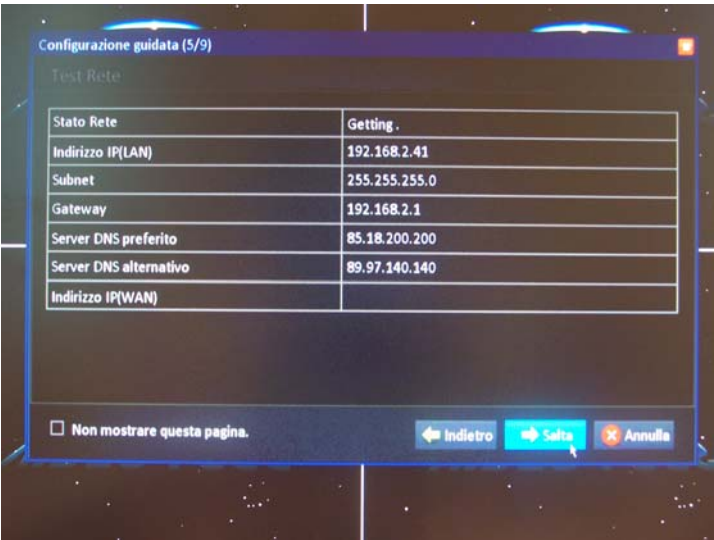 Configurazione guidata (5/9)
Test Rete
Stato Rete Getting .
Indirizzo IP(LAN) 192.168.2.41
Subnet 255.255.255.0
Gateway 192.168.2.1
Server DNS preferito 85.18.200.200
Server DNS alternativo 89.97.140.140
Indirizzo IP(WAN)
Non mostrare questa pagina. Indietro Salta Annulla